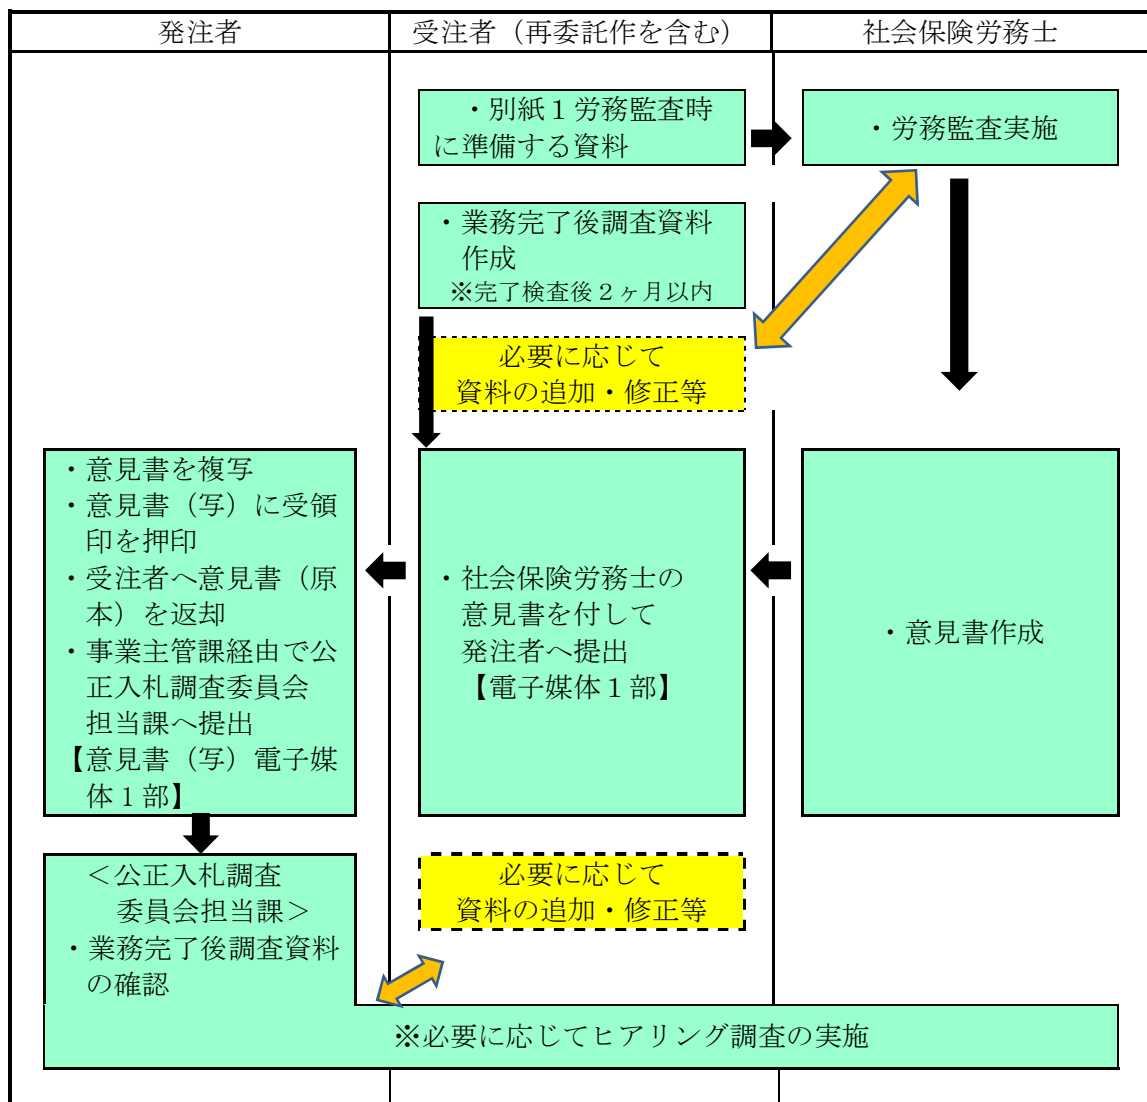 発注者
受注者（再委託作を含む）
社会保険労務士
・別紙１労務監査時
に準備する資料
・労務監査実施
・業務完了後調査資料
作成
※完了検査後２ヶ月以内
必要に応じて
資料の追加・修正等
・意見書を複写
・意見書（写）に受領
印を押印
・受注者へ意見書（原
本）を返却
・事業主管課経由で公
正入札調査委員会
担当課へ提出
【意見書（写）電子媒
体１部】
・社会保険労務士の
意見書を付して
発注者へ提出
【電子媒体１部】
・意見書作成
＜公正入札調査
委員会担当課＞
・業務完了後調査資料
の確認
必要に応じて
資料の追加・修正等
※必要に応じてヒアリング調査の実施